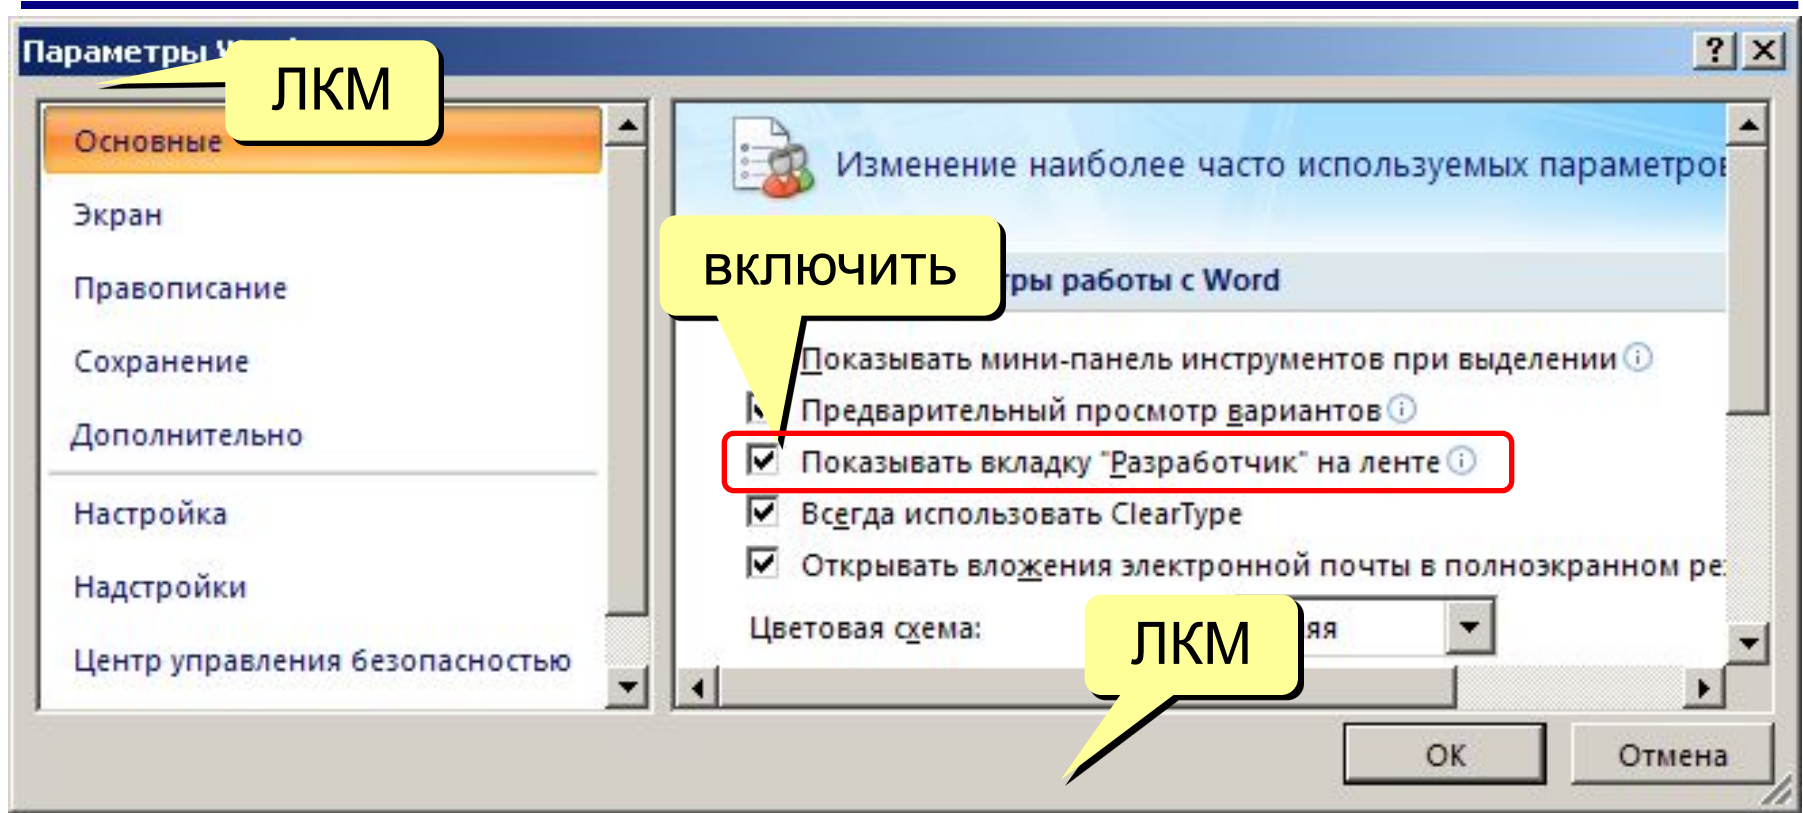 Параметры
ЛКМ
Основные
Экран
Правописание
Сохранение
Дополнительно
Настройка
Надстройки
Центр управления безопасностью
Изменение наиболее часто используемых параметров
включить
ры работы с Word
Показывать мини-панель инструментов при выделении
Предварительный просмотр вариантов
Показывать вкладку "Разработчик" на ленте
Всегда использовать ClearType
Открывать вложения электронной почты в полноэкранном ре
Цветовая схема:
ЛКМ
яя
ОК
Отмена